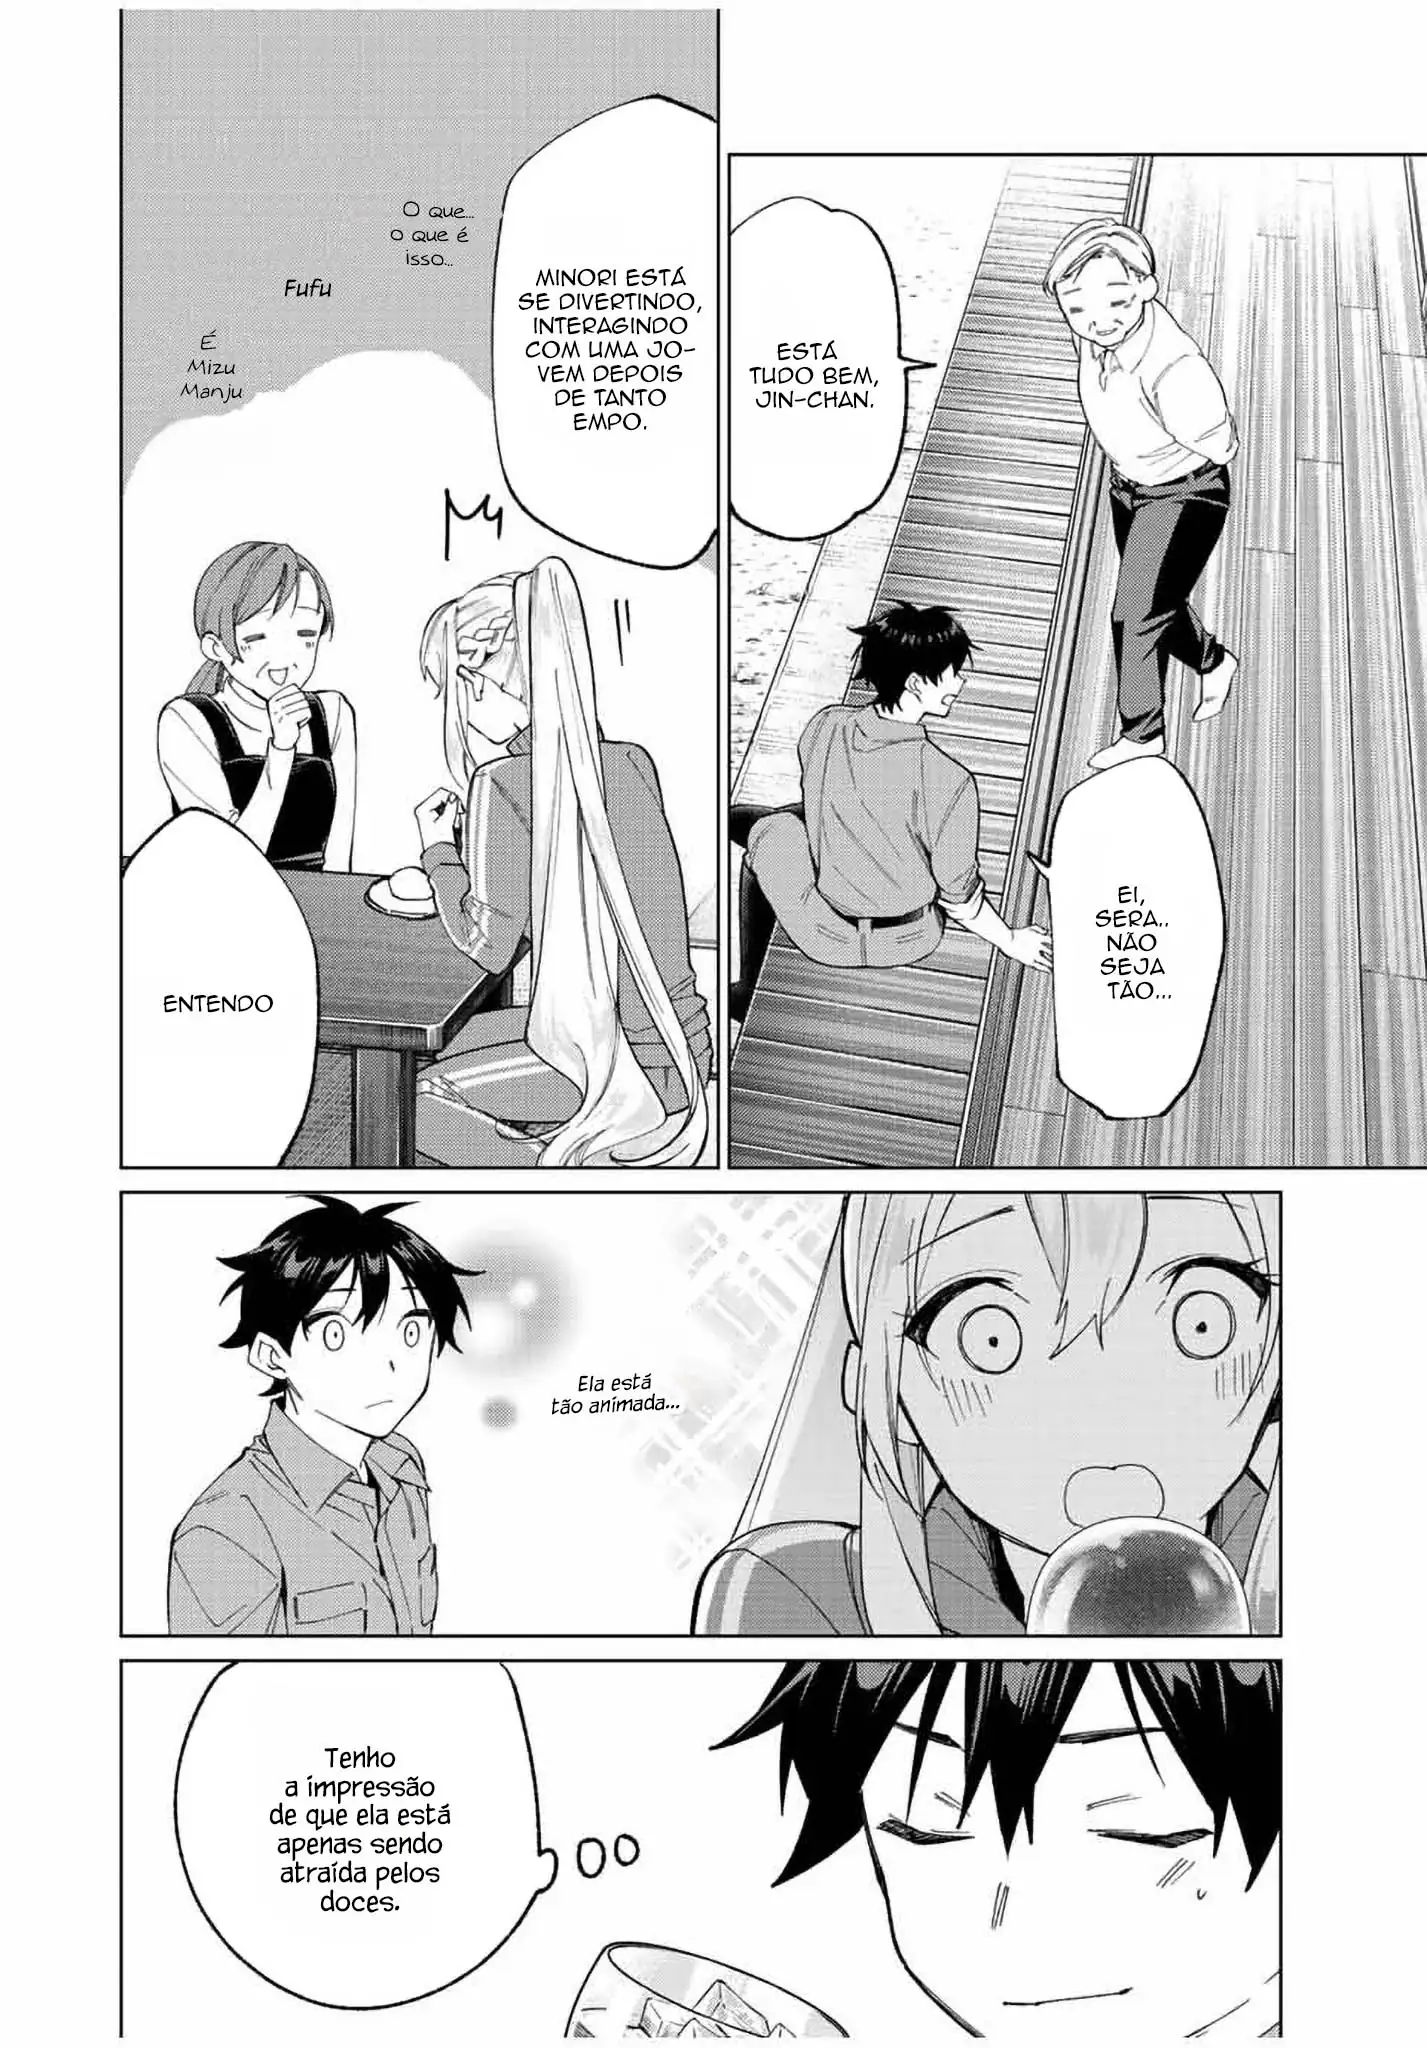 EI,
SERA..
NÃO
SEJA
TÃO...
ESTÁ
TUDO BEM,
JIN-CHAN.
MINORI ESTÁ
SE DIVERTINDO,
INTERAGINDO
COM UMA JO-
VEM DEPOIS
DE TANTO
EMPO.
O que...
o que é
isso...
Fufu
É
Mizu
Manju
ENTENDO
Ela está
tão animada...
Tenho
a impressão
de que ela está
apenas sendo
atraída pelos
doces.